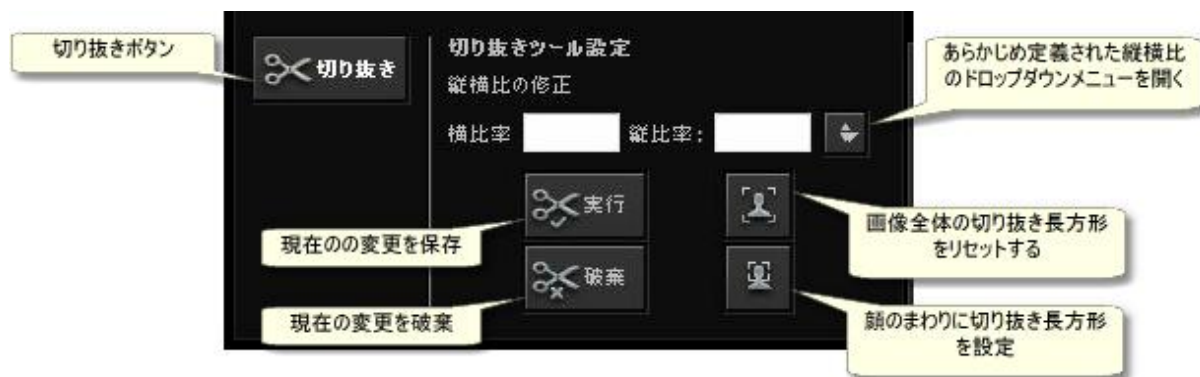 切り抜きボタン
切り抜き
切り抜きツール設定
縦横比の修正
横比率
縦比率:
あらかじめ定義された縦横比
のドロップダウンメニューを開く
実行
現在のの変更を保存
画像全体の切り抜き長方形
をリセットする
破棄
現在の変更を破棄
顔のまわりに切り抜き長方形
を設定